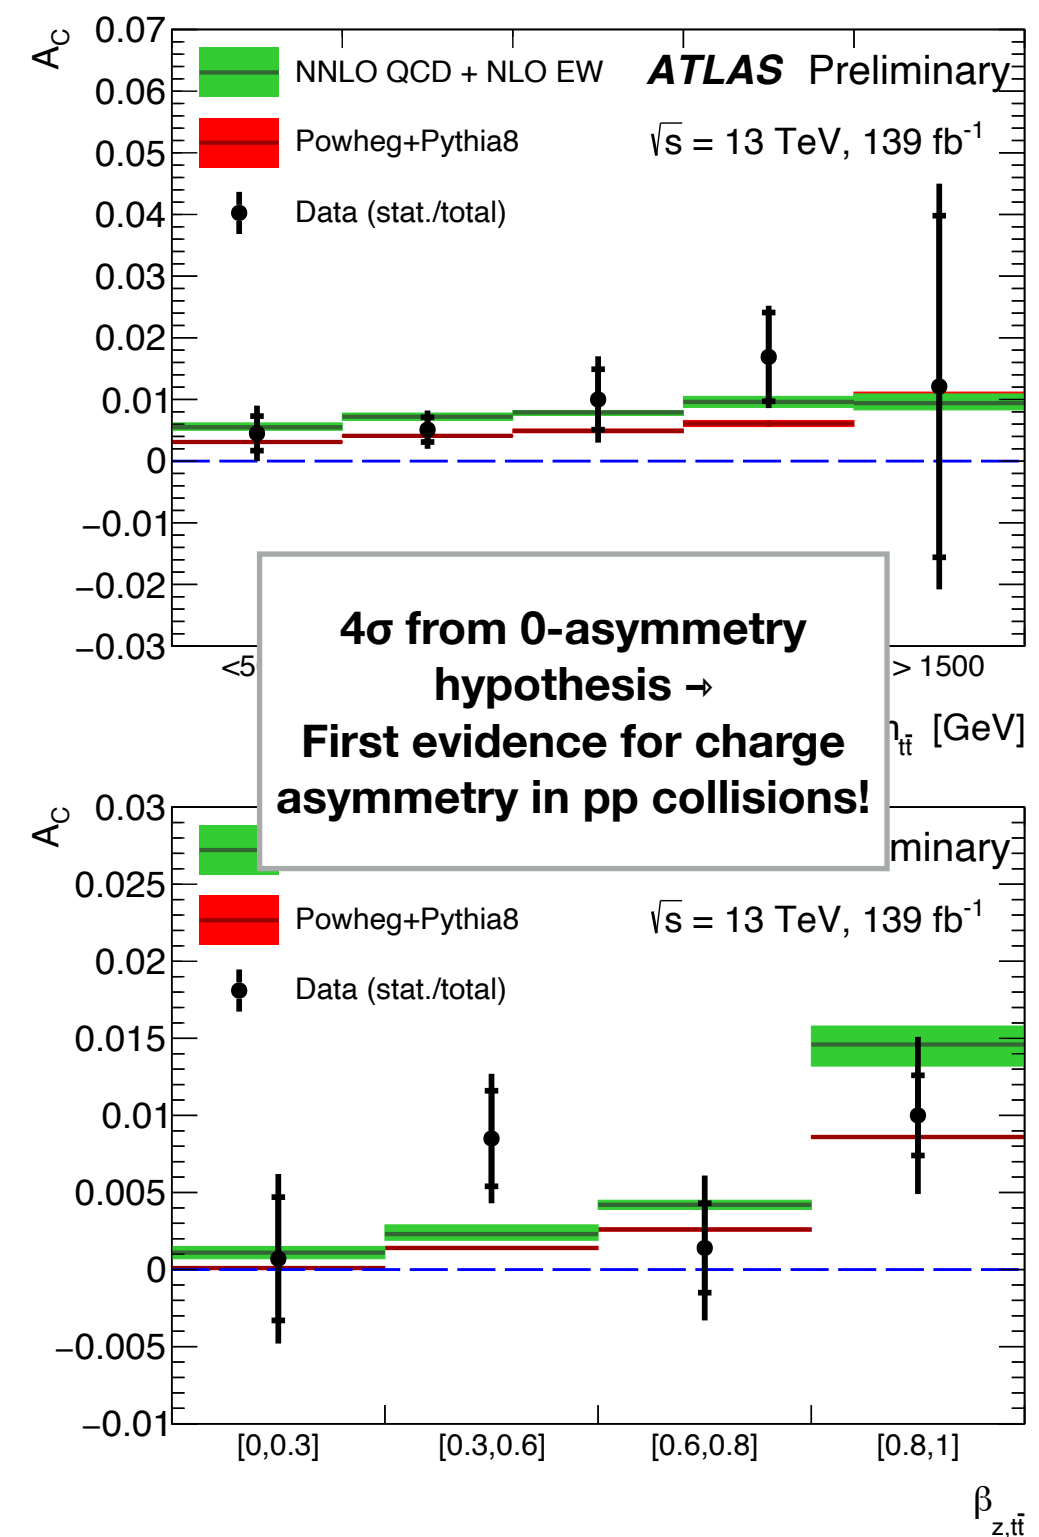 A_C
0.07
0.06
0.05
0.04
0.03
0.02
0.01
0
−0.01
−0.02
−0.03
NNLO QCD + NLO EW
Powheg+Pythia8
Data (stat./total)
ATLAS Preliminary
√s = 13 TeV, 139 fb⁻¹
<5
> 1500
tt̄ [GeV]
4σ from 0-asymmetry
hypothesis →
First evidence for charge
asymmetry in pp collisions!
A_C
0.03
0.025
0.02
0.015
0.01
0.005
0
−0.005
−0.01
minary
Powheg+Pythia8
Data (stat./total)
√s = 13 TeV, 139 fb⁻¹
[0,0.3] [0.3,0.6] [0.6,0.8] [0.8,1]
β_z,tt̄